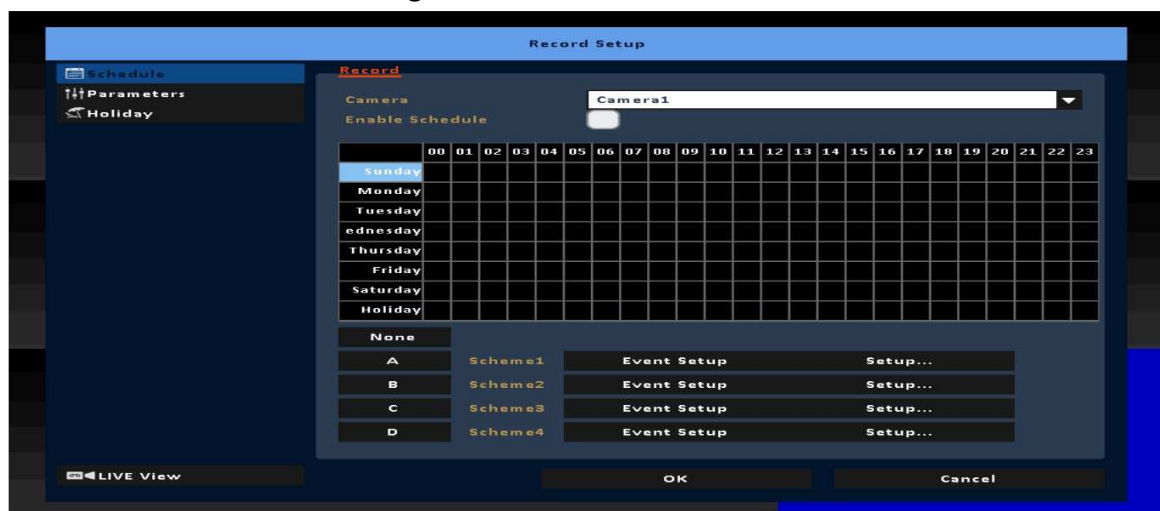 Record Setup
Schedule
Parameters
Holiday
Record
Camera Camera1
Enable Schedule
00 01 02 03 04 05 06 07 08 09 10 11 12 13 14 15 16 17 18 19 20 21 22 23
Sunday
Monday
Tuesday
ednesday
Thursday
Friday
Saturday
Holiday
None
A Scheme1 Event Setup Setup...
B Scheme2 Event Setup Setup...
C Scheme3 Event Setup Setup...
D Scheme4 Event Setup Setup...
LIVE View OK Cancel